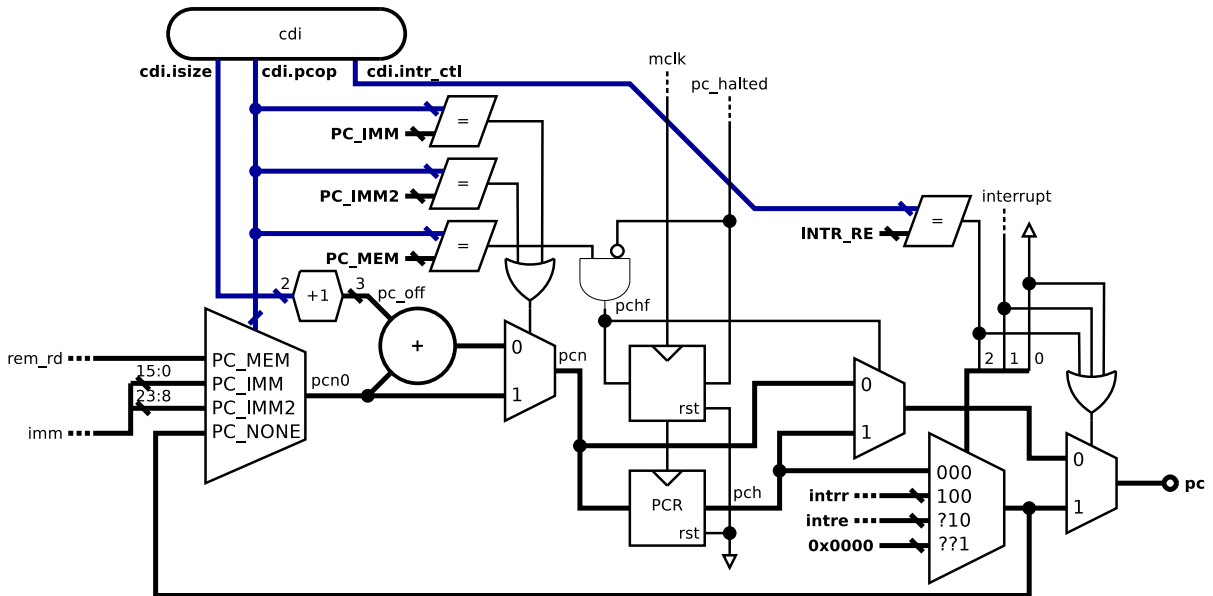 cdi
cdi.isize
cdi.pcop
cdi.intr_ctl
mclk
pc_halted
PC_IMM
=
PC_IMM2
=
PC_MEM
=
INTR_RE
=
interrupt
2
+1
3
pc_off
+
pchf
rem_rd
PC_MEM
15:0
PC_IMM
23:8
PC_IMM2
imm
PC_NONE
pcn0
0
1
pcn
rst
PCR
rst
pch
0
1
2
1
0
000
intrr
100
intre
?10
0x0000
??1
0
1
pc